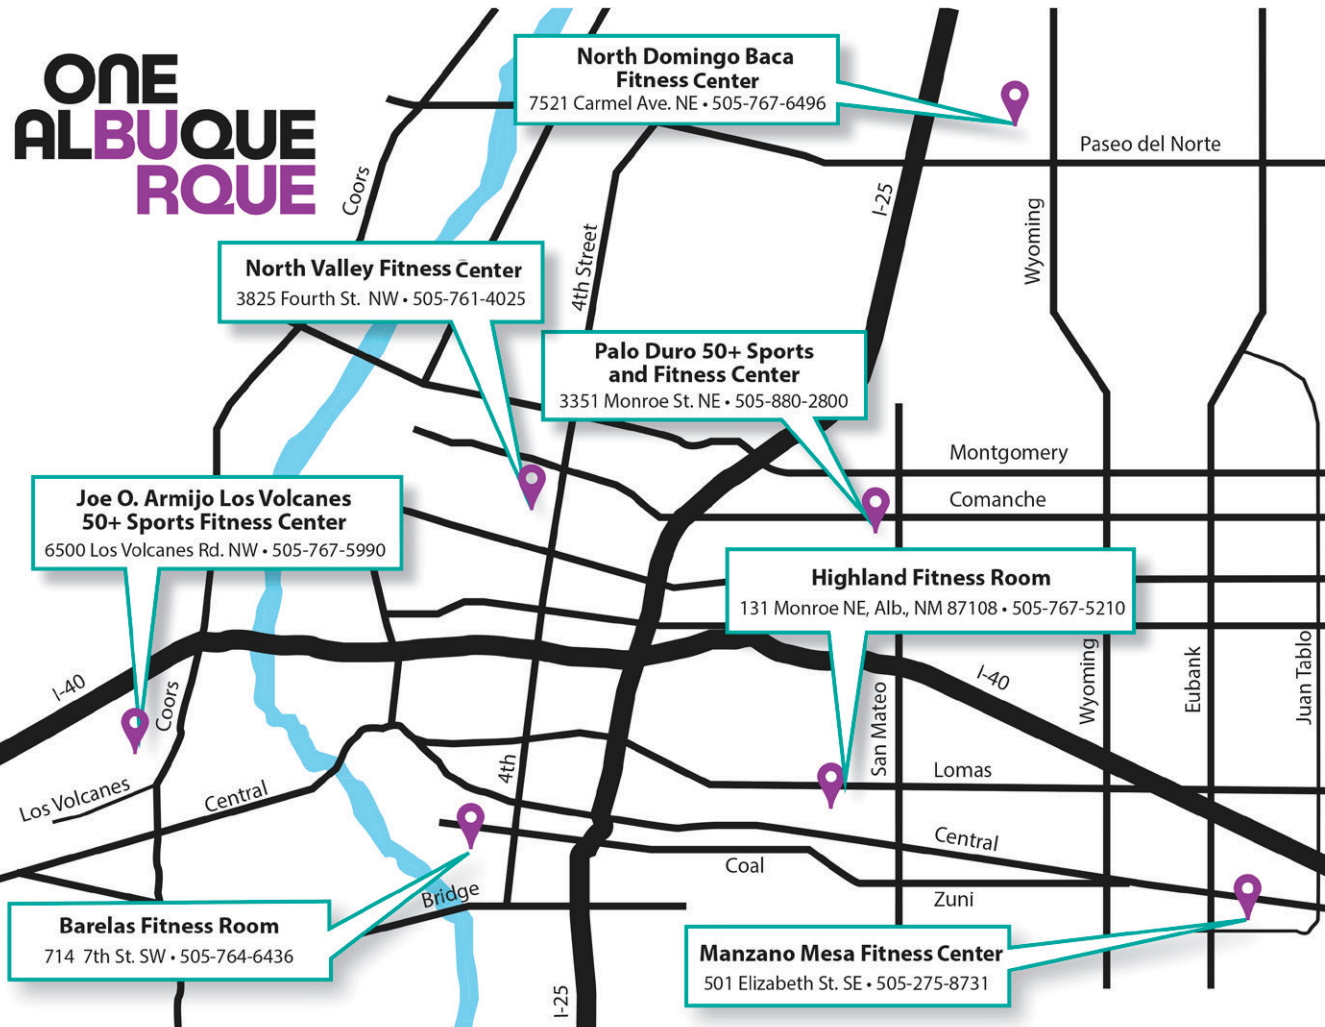 ONE
ALBUQUE
RQUE
North Domingo Baca
Fitness Center
7521 Carmel Ave. NE • 505-767-6496
Paseo del Norte
Coors
I-25
Wyoming
4th Street
North Valley Fitness Center
3825 Fourth St. NW • 505-761-4025
Palo Duro 50+ Sports
and Fitness Center
3351 Monroe St. NE • 505-880-2800
Montgomery
Comanche
Joe O. Armijo Los Volcanes
50+ Sports Fitness Center
6500 Los Volcanes Rd. NW • 505-767-5990
Highland Fitness Room
131 Monroe NE, Alb., NM 87108 • 505-767-5210
I-40
Coors
San Mateo
I-40
Wyoming
Eubank
Juan Tablo
Los Volcanes
Central
4th
Lomas
Central
Coal
Zuni
Bridge
Barelas Fitness Room
714 7th St. SW • 505-764-6436
Manzano Mesa Fitness Center
501 Elizabeth St. SE • 505-275-8731
I-25